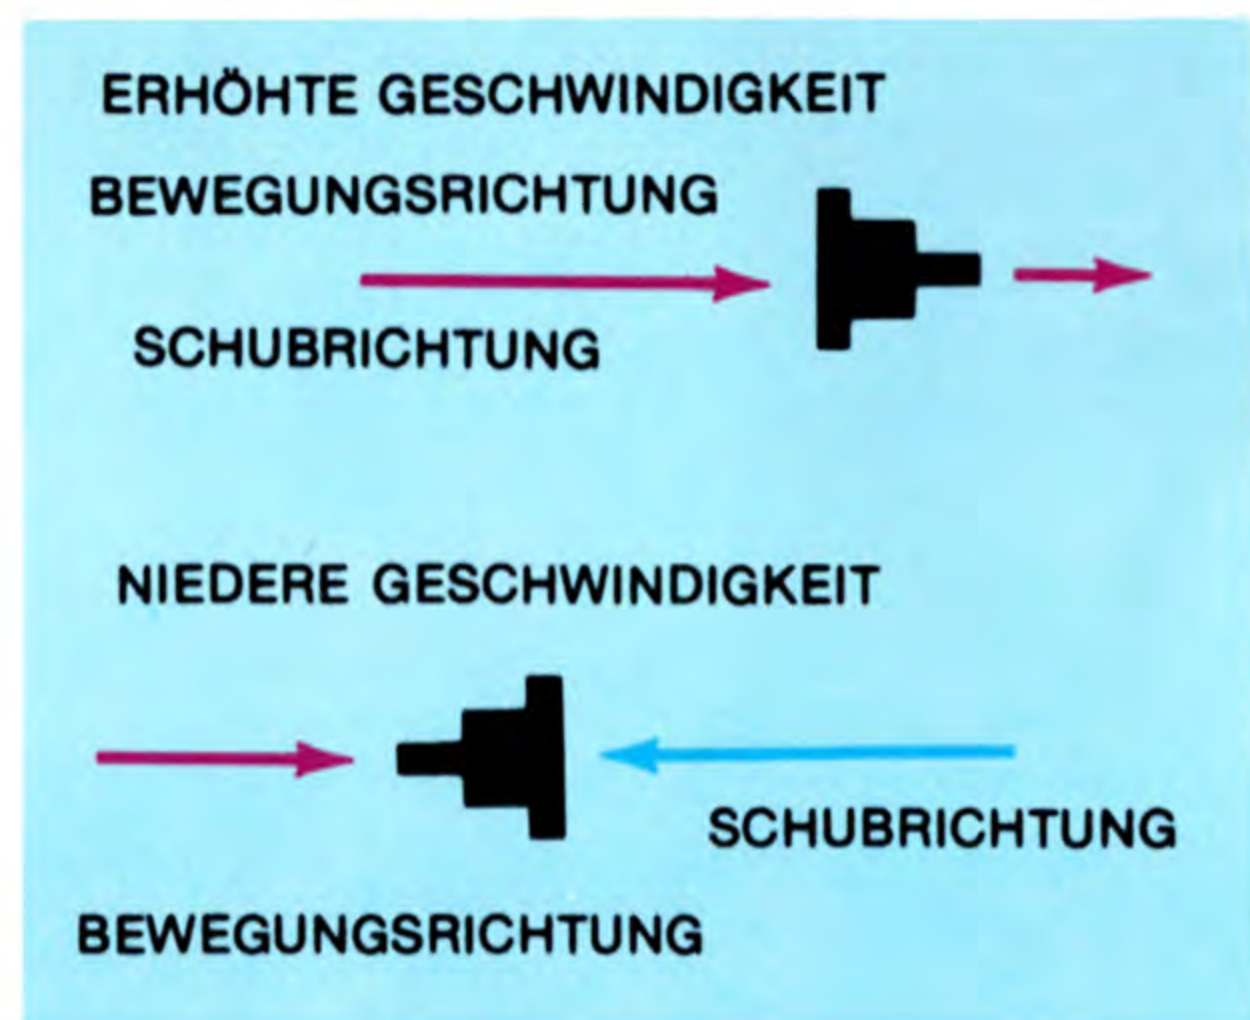 ERHÖHTE GESCHWINDIGKEIT
BEWEGUNGSRICHTUNG
SCHUBRICHTUNG
NIEDERE GESCHWINDIGKEIT
SCHUBRICHTUNG
BEWEGUNGSRICHTUNG